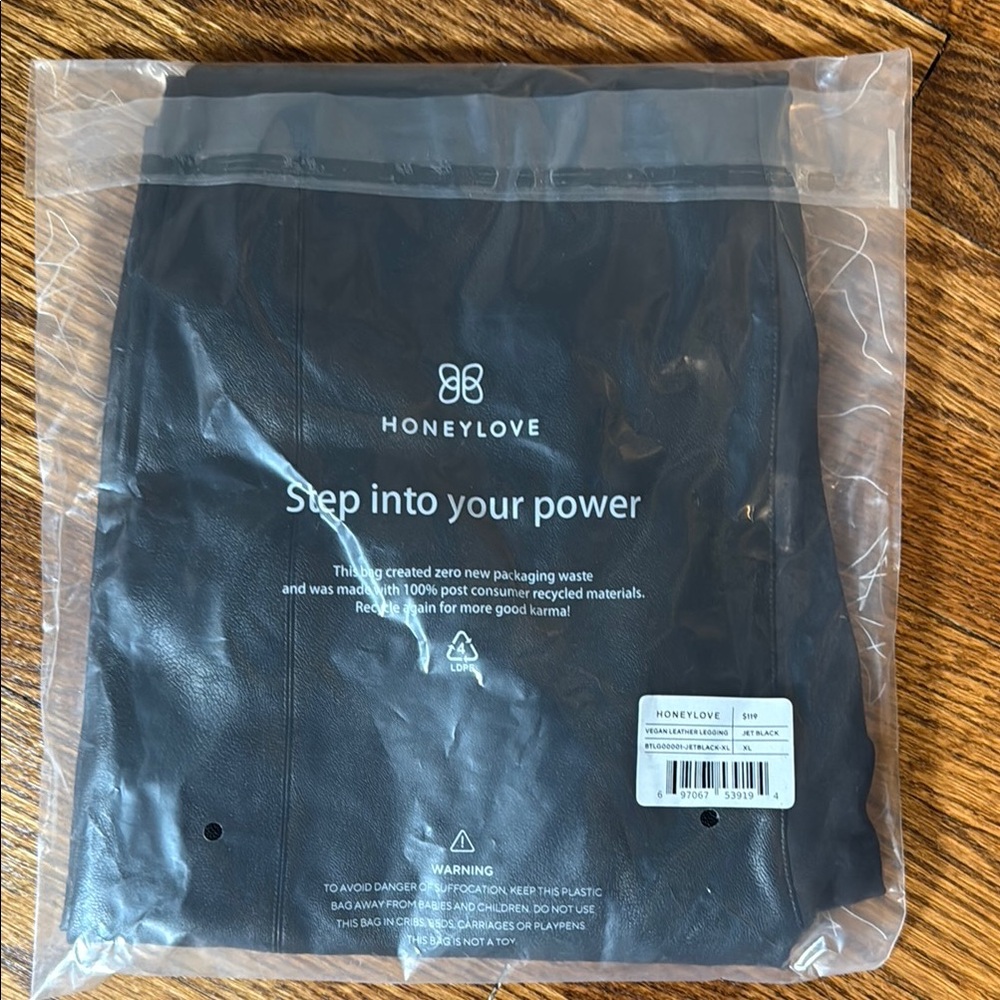 HONEYLOVE
Step into your power
This bag created zero new packaging waste
and was made with 100% post consumer recycled materials.
Recycle again for more good karma!
4
LDPE
HONEYLOVE $119
VEGAN LEATHER LEGGING JET BLACK
BTLG00001-JETBLACK-XL XL
6 97067 53919 4
WARNING
TO AVOID DANGER OF SUFFOCATION, KEEP THIS PLASTIC
BAG AWAY FROM BABIES AND CHILDREN. DO NOT USE
THIS BAG IN CRIBS, BEDS, CARRIAGES OR PLAYPENS.
THIS BAG IS NOT A TOY.